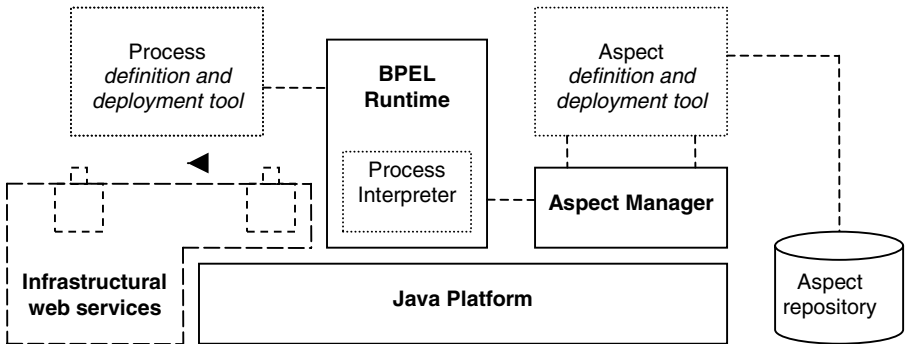 Process
definition and
deployment tool
BPEL
Runtime
Process
Interpreter
Aspect
definition and
deployment tool
Aspect Manager
Infrastructural
web services
Java Platform
Aspect
repository